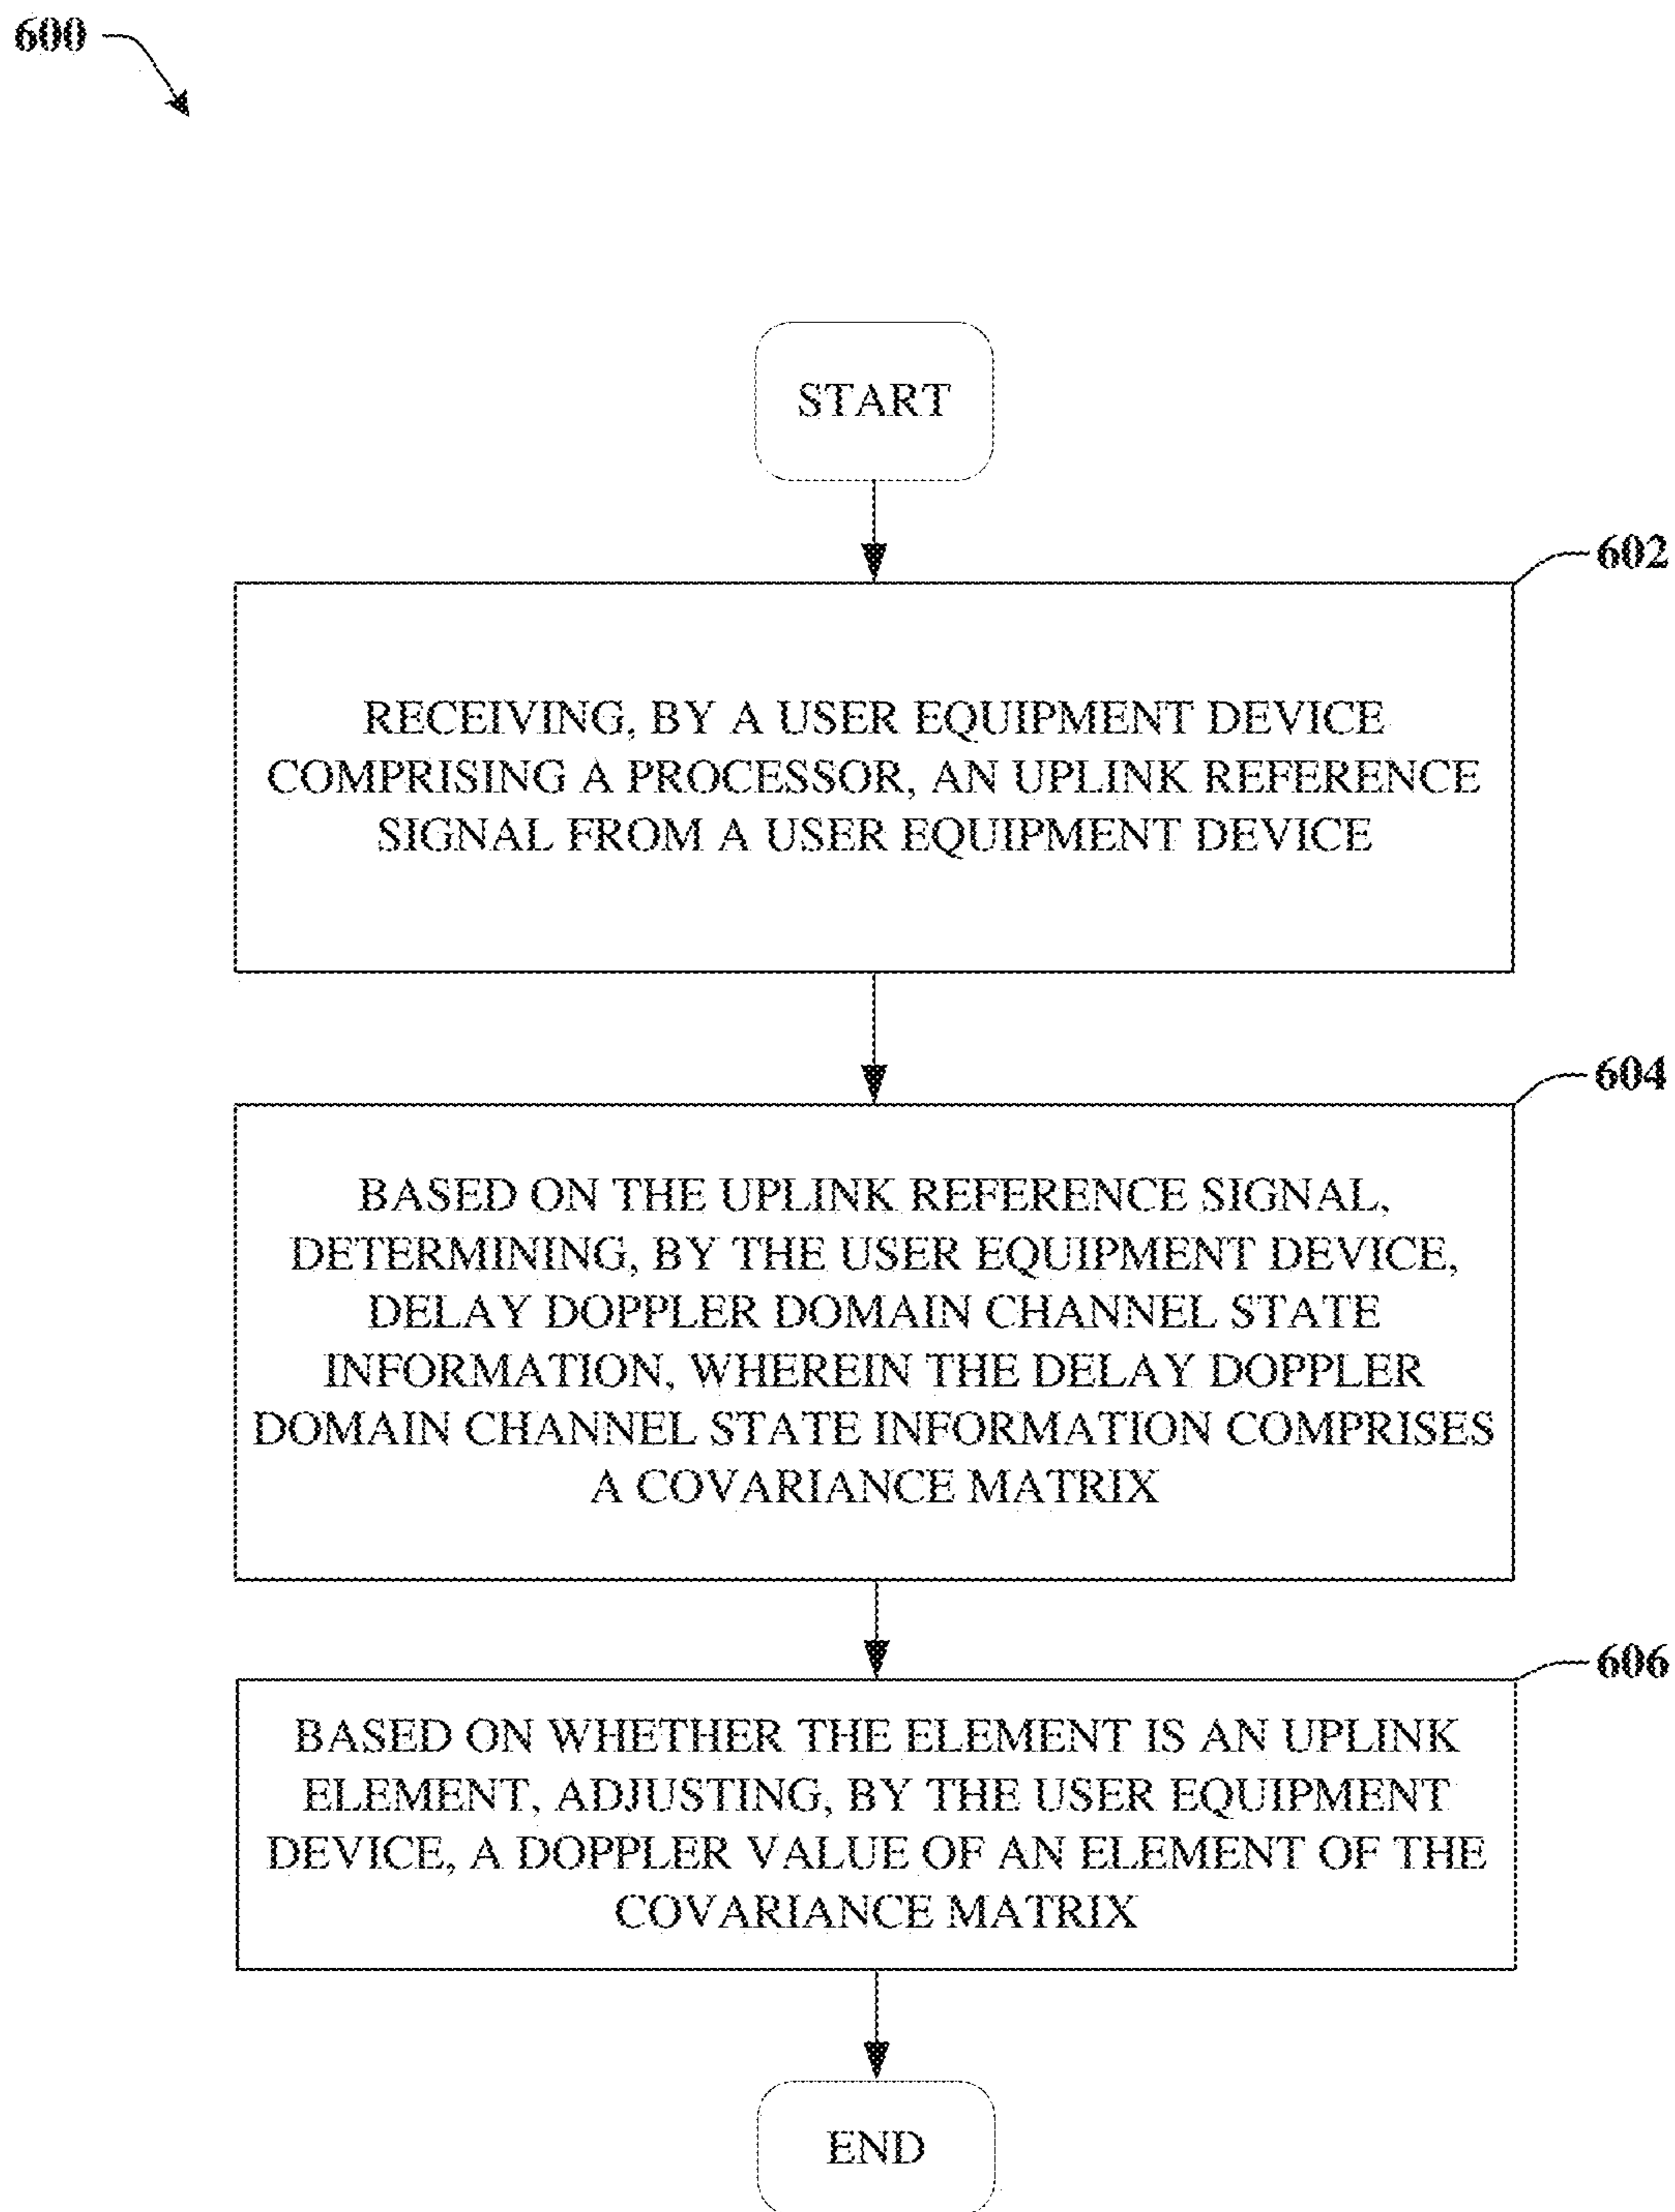 600
START
602
RECEIVING, BY A USER EQUIPMENT DEVICE
COMPRISING A PROCESSOR, AN UPLINK REFERENCE
SIGNAL FROM A USER EQUIPMENT DEVICE
604
BASED ON THE UPLINK REFERENCE SIGNAL,
DETERMINING, BY THE USER EQUIPMENT DEVICE,
DELAY DOPPLER DOMAIN CHANNEL STATE
INFORMATION, WHEREIN THE DELAY DOPPLER
DOMAIN CHANNEL STATE INFORMATION COMPRISES
A COVARIANCE MATRIX
606
BASED ON WHETHER THE ELEMENT IS AN UPLINK
ELEMENT, ADJUSTING, BY THE USER EQUIPMENT
DEVICE, A DOPPLER VALUE OF AN ELEMENT OF THE
COVARIANCE MATRIX
END